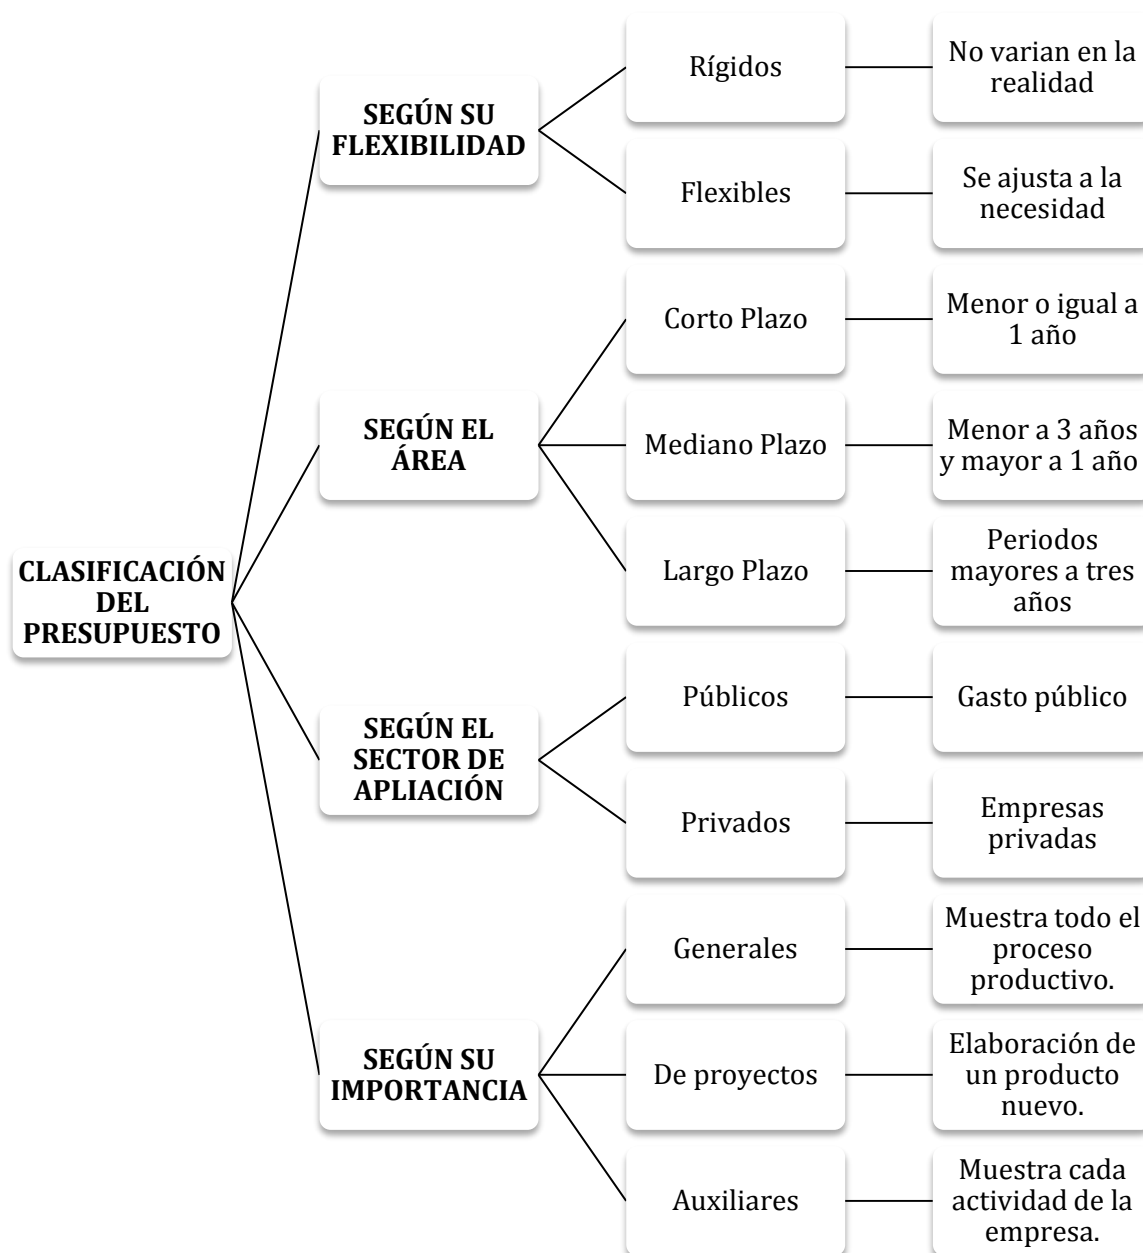 CLASIFICACIÓN
DEL
PRESUPUESTO
SEGÚN SU
FLEXIBILIDAD
Rígidos
No varian en la
realidad
Flexibles
Se ajusta a la
necesidad
SEGÚN EL
ÁREA
Corto Plazo
Menor o igual a
1 año
Mediano Plazo
Menor a 3 años
y mayor a 1 año
Largo Plazo
Periodos
mayores a tres
años
SEGÚN EL
SECTOR DE
APLIACIÓN
Públicos
Gasto público
Privados
Empresas
privadas
SEGÚN SU
IMPORTANCIA
Generales
Muestra todo el
proceso
productivo.
De proyectos
Elaboración de
un producto
nuevo.
Auxiliares
Muestra cada
actividad de la
empresa.